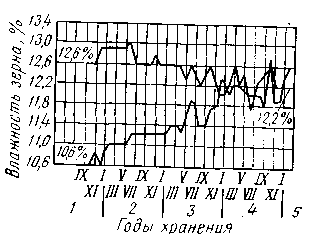 Влажность зерна, %
13,4
13,0
12,6
12,2
11,8
11,4
11,0
10,6
12,6%
10,6%
12,2%
IX I V IX I V IX I V IX I
XI III VII XI III VII XI III VII XI
1 2 3 4 5
Годы хранения